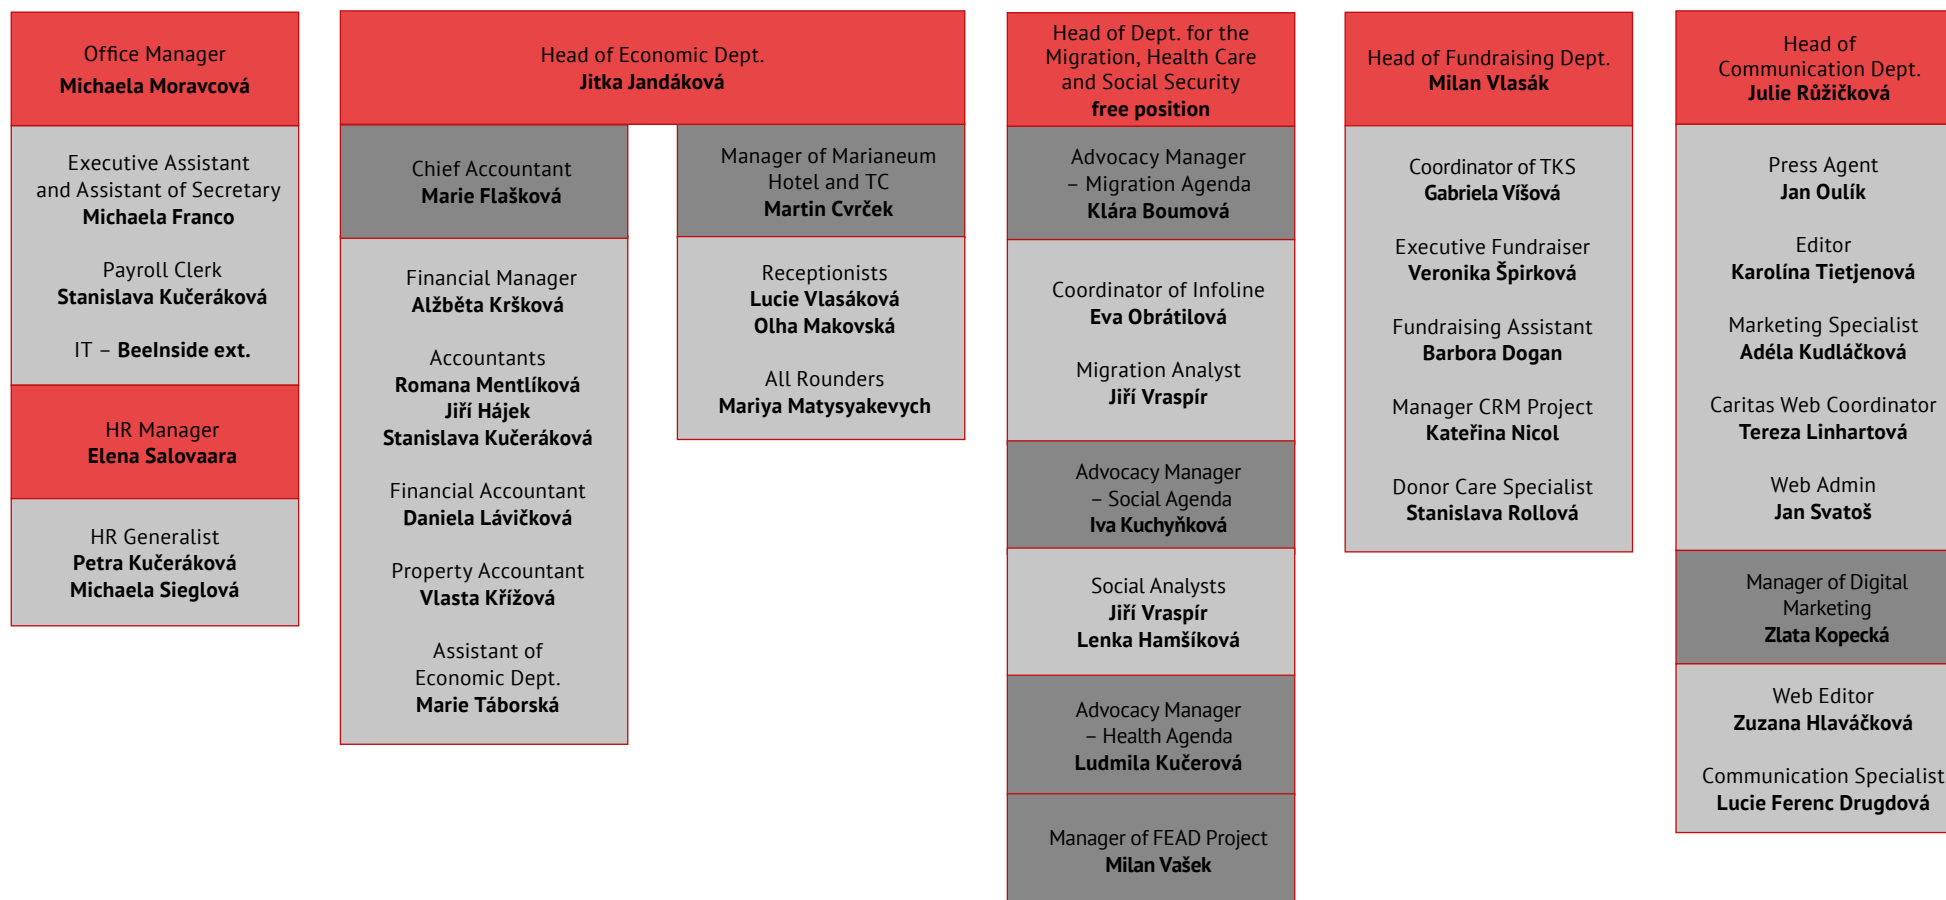 Office Manager
Michaela Moravcová
Executive Assistant
and Assistant of Secretary
Michaela Franco
Payroll Clerk
Stanislava Kučeráková
IT – BeeInside ext.
HR Manager
Elena Salovaara
HR Generalist
Petra Kučeráková
Michaela Sieglová
Head of Economic Dept.
Jitka Jandáková
Chief Accountant
Marie Flašková
Financial Manager
Alžběta Kršková
Accountants
Romana Mentlíková
Jiří Hájek
Stanislava Kučeráková
Financial Accountant
Daniela Lávičková
Property Accountant
Vlasta Křížová
Assistant of
Economic Dept.
Marie Táborská
Manager of Marianeum
Hotel and TC
Martin Cvrček
Receptionists
Lucie Vlasáková
Olha Makovská
All Rounders
Mariya Matysyakevych
Head of Dept. for the
Migration, Health Care
and Social Security
free position
Advocacy Manager
– Migration Agenda
Klára Boumová
Coordinator of Infoline
Eva Obrátilová
Migration Analyst
Jiří Vraspír
Advocacy Manager
– Social Agenda
Iva Kuchyňková
Social Analysts
Jiří Vraspír
Lenka Hamšíková
Advocacy Manager
– Health Agenda
Ludmila Kučerová
Manager of FEAD Project
Milan Vašek
Head of Fundraising Dept.
Milan Vlasák
Coordinator of TKS
Gabriela Víšová
Executive Fundraiser
Veronika Špirková
Fundraising Assistant
Barbora Dogan
Manager CRM Project
Kateřina Nicol
Donor Care Specialist
Stanislava Rollová
Head of
Communication Dept.
Julie Růžičková
Press Agent
Jan Oulík
Editor
Karolína Tietjenová
Marketing Specialist
Adéla Kudláčková
Caritas Web Coordinator
Tereza Linhartová
Web Admin
Jan Svatoš
Manager of Digital
Marketing
Zlata Kopecká
Web Editor
Zuzana Hlaváčková
Communication Specialist
Lucie Ferenc Drugdová